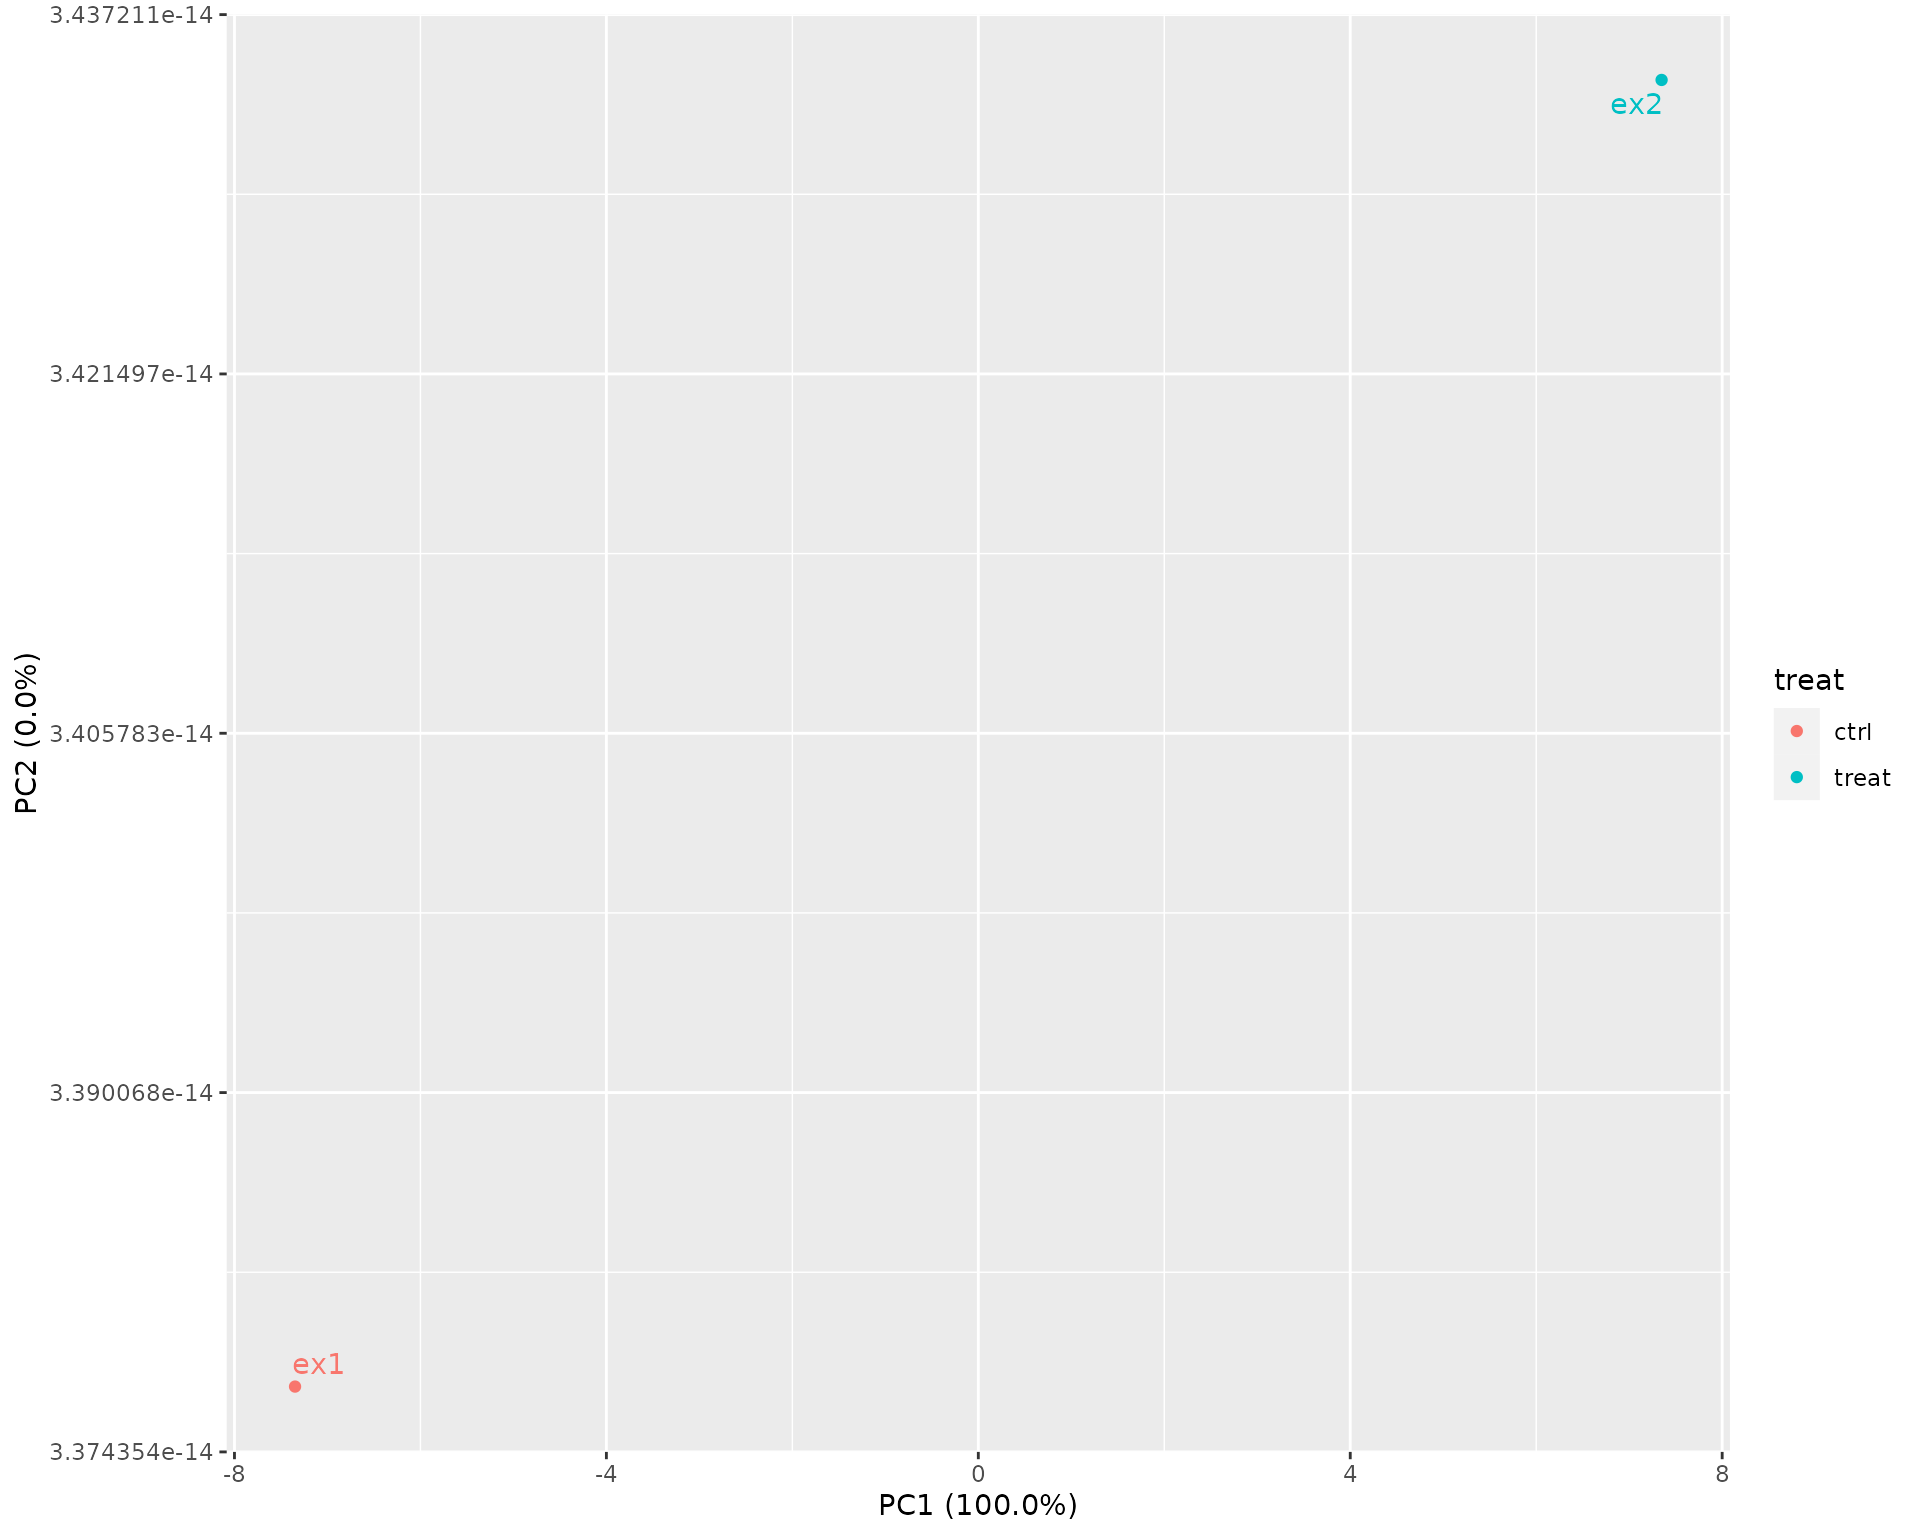 3.437211e-14
3.421497e-14
3.405783e-14
3.390068e-14
3.374354e-14
PC2 (0.0%)
ex2
ex1
-8
-4
0
4
8
PC1 (100.0%)
treat
ctrl
treat